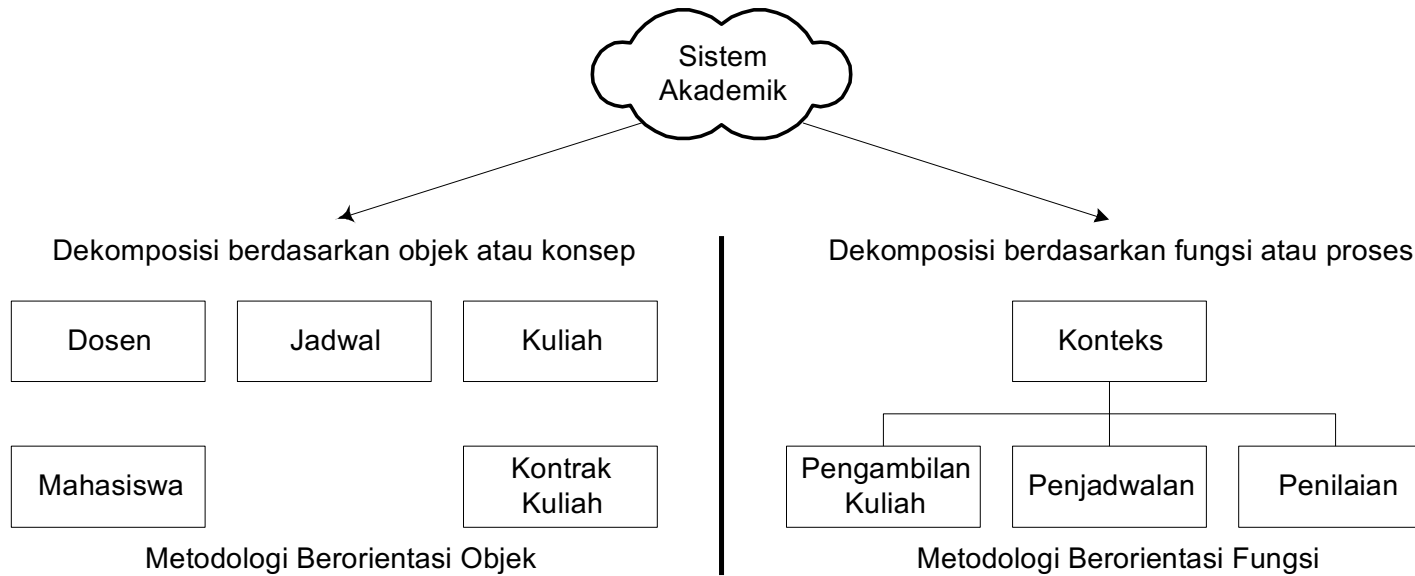 Sistem
Akademik
Dekomposisi berdasarkan objek atau konsep
Dosen
Jadwal
Kuliah
Mahasiswa
Kontrak
Kuliah
Metodologi Berorientasi Objek
Dekomposisi berdasarkan fungsi atau proses
Konteks
Pengambilan
Kuliah
Penjadwalan
Penilaian
Metodologi Berorientasi Fungsi